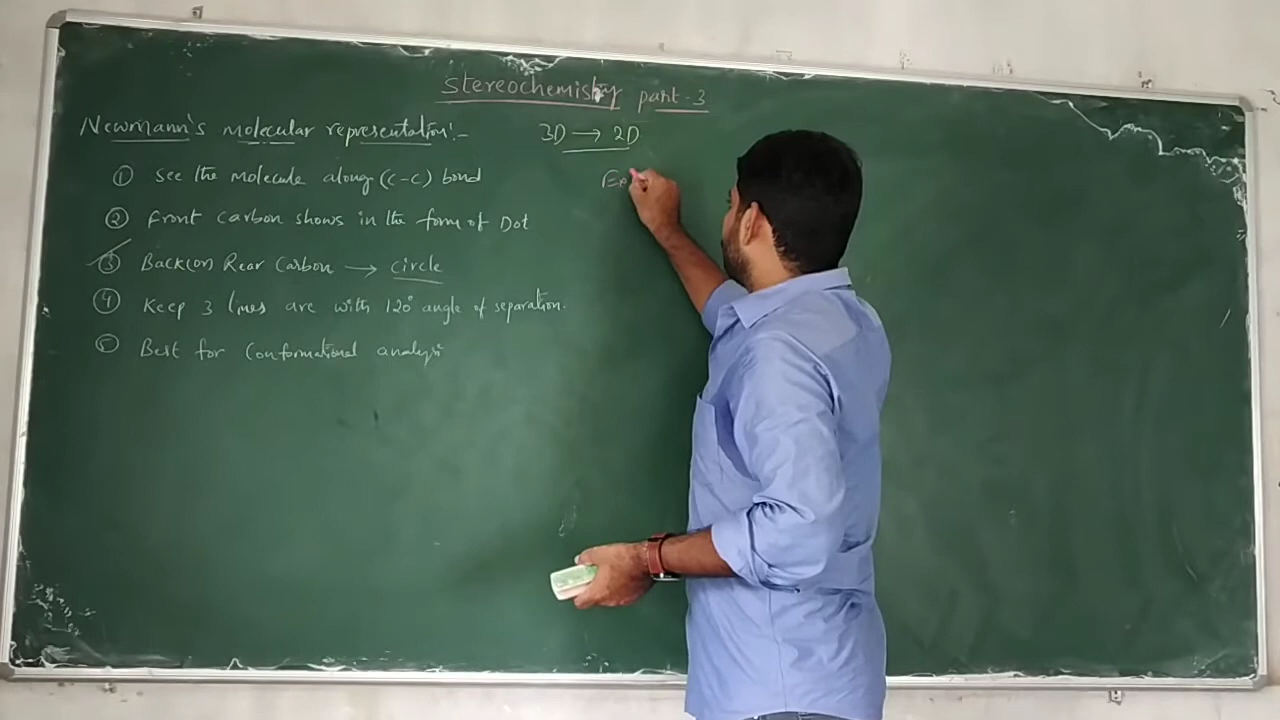 Stereochemistry part-3
Newmann's molecular representation:-
3D → 2D
① See the molecule along (C-C) bond
② Front Carbon shows in the form of Dot
③ Back(or) Rear Carbon → circle
④ Keep 3 lines are with 120° angle of separation.
⑤ Best for Conformational analysis